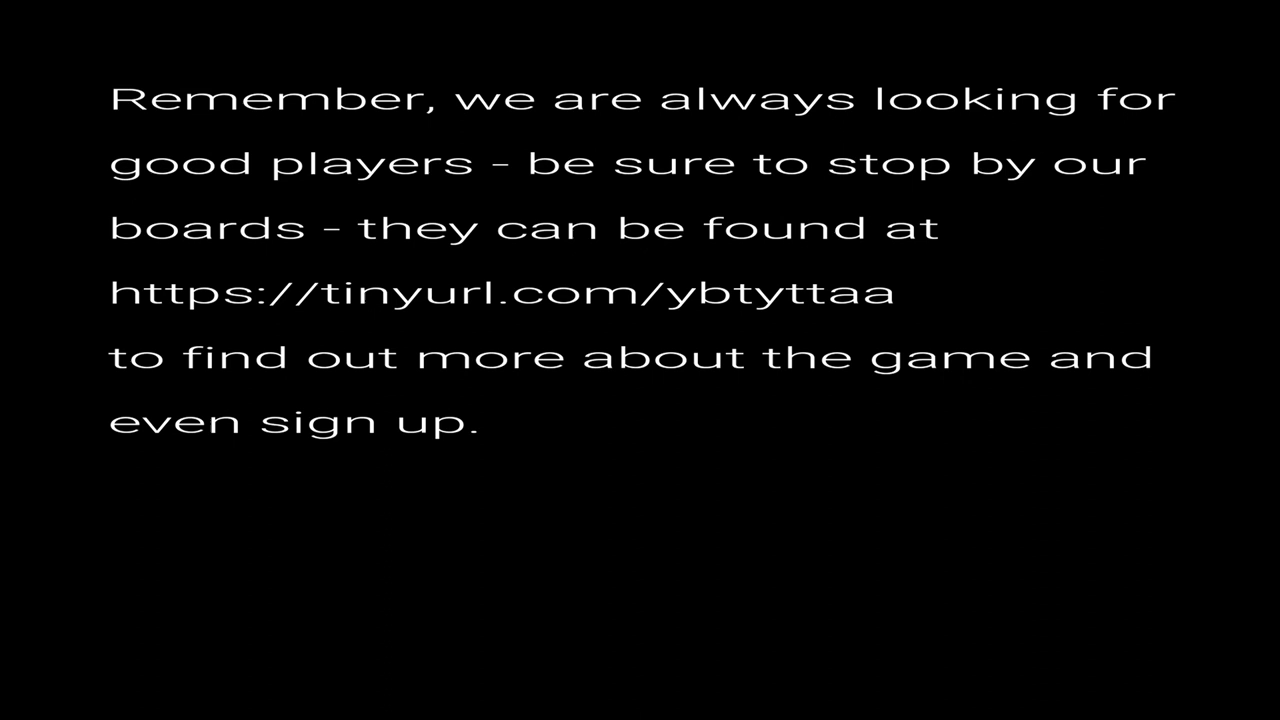 Remember, we are always looking for
good players - be sure to stop by our
boards - they can be found at
https://tinyurl.com/ybtyttaa
to find out more about the game and
even sign up.